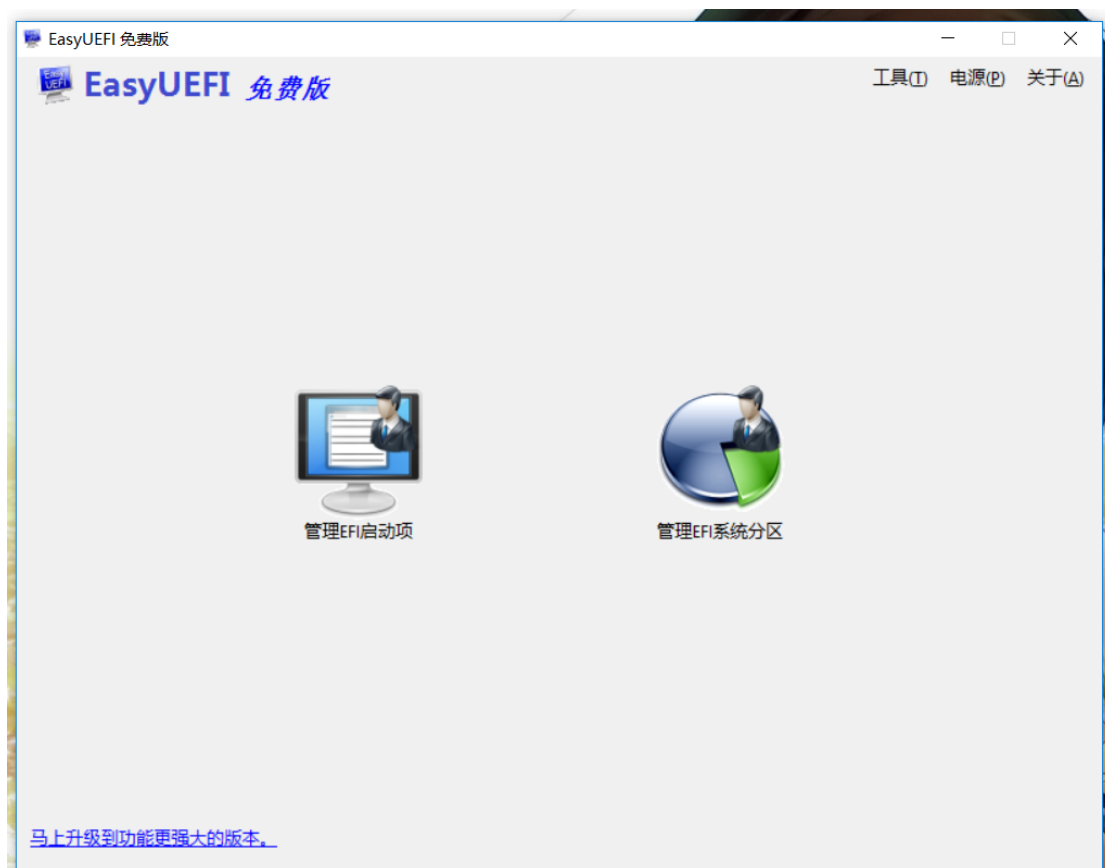 EasyUEFI 免费版
EasyUEFI 免费版
工具(T) 电源(P) 关于(A)
管理EFI启动项
管理EFI系统分区
马上升级到功能更强大的版本。